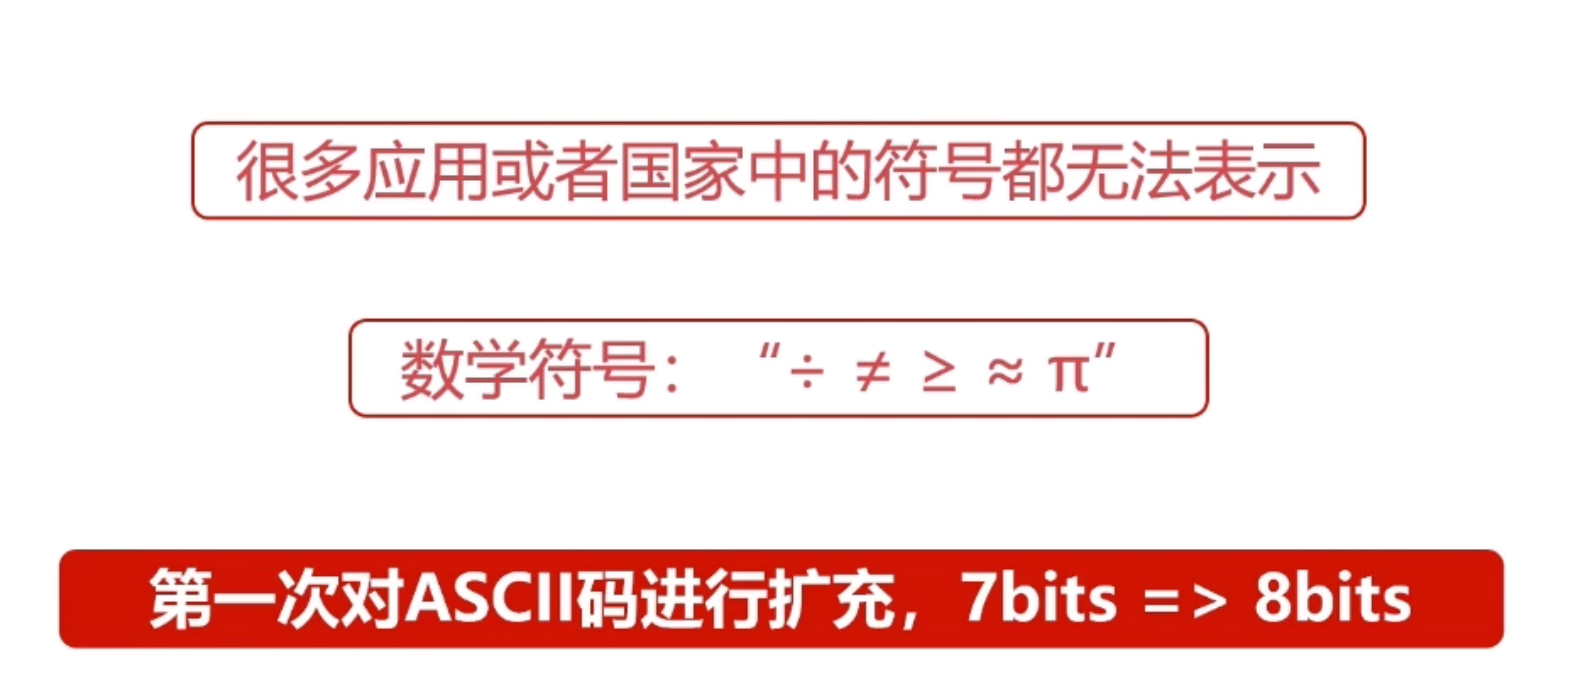 很多应用或者国家中的符号都无法表示
数学符号： “÷ ≠ ≥ ≈ π”
第一次对ASCII码进行扩充，7bits => 8bits